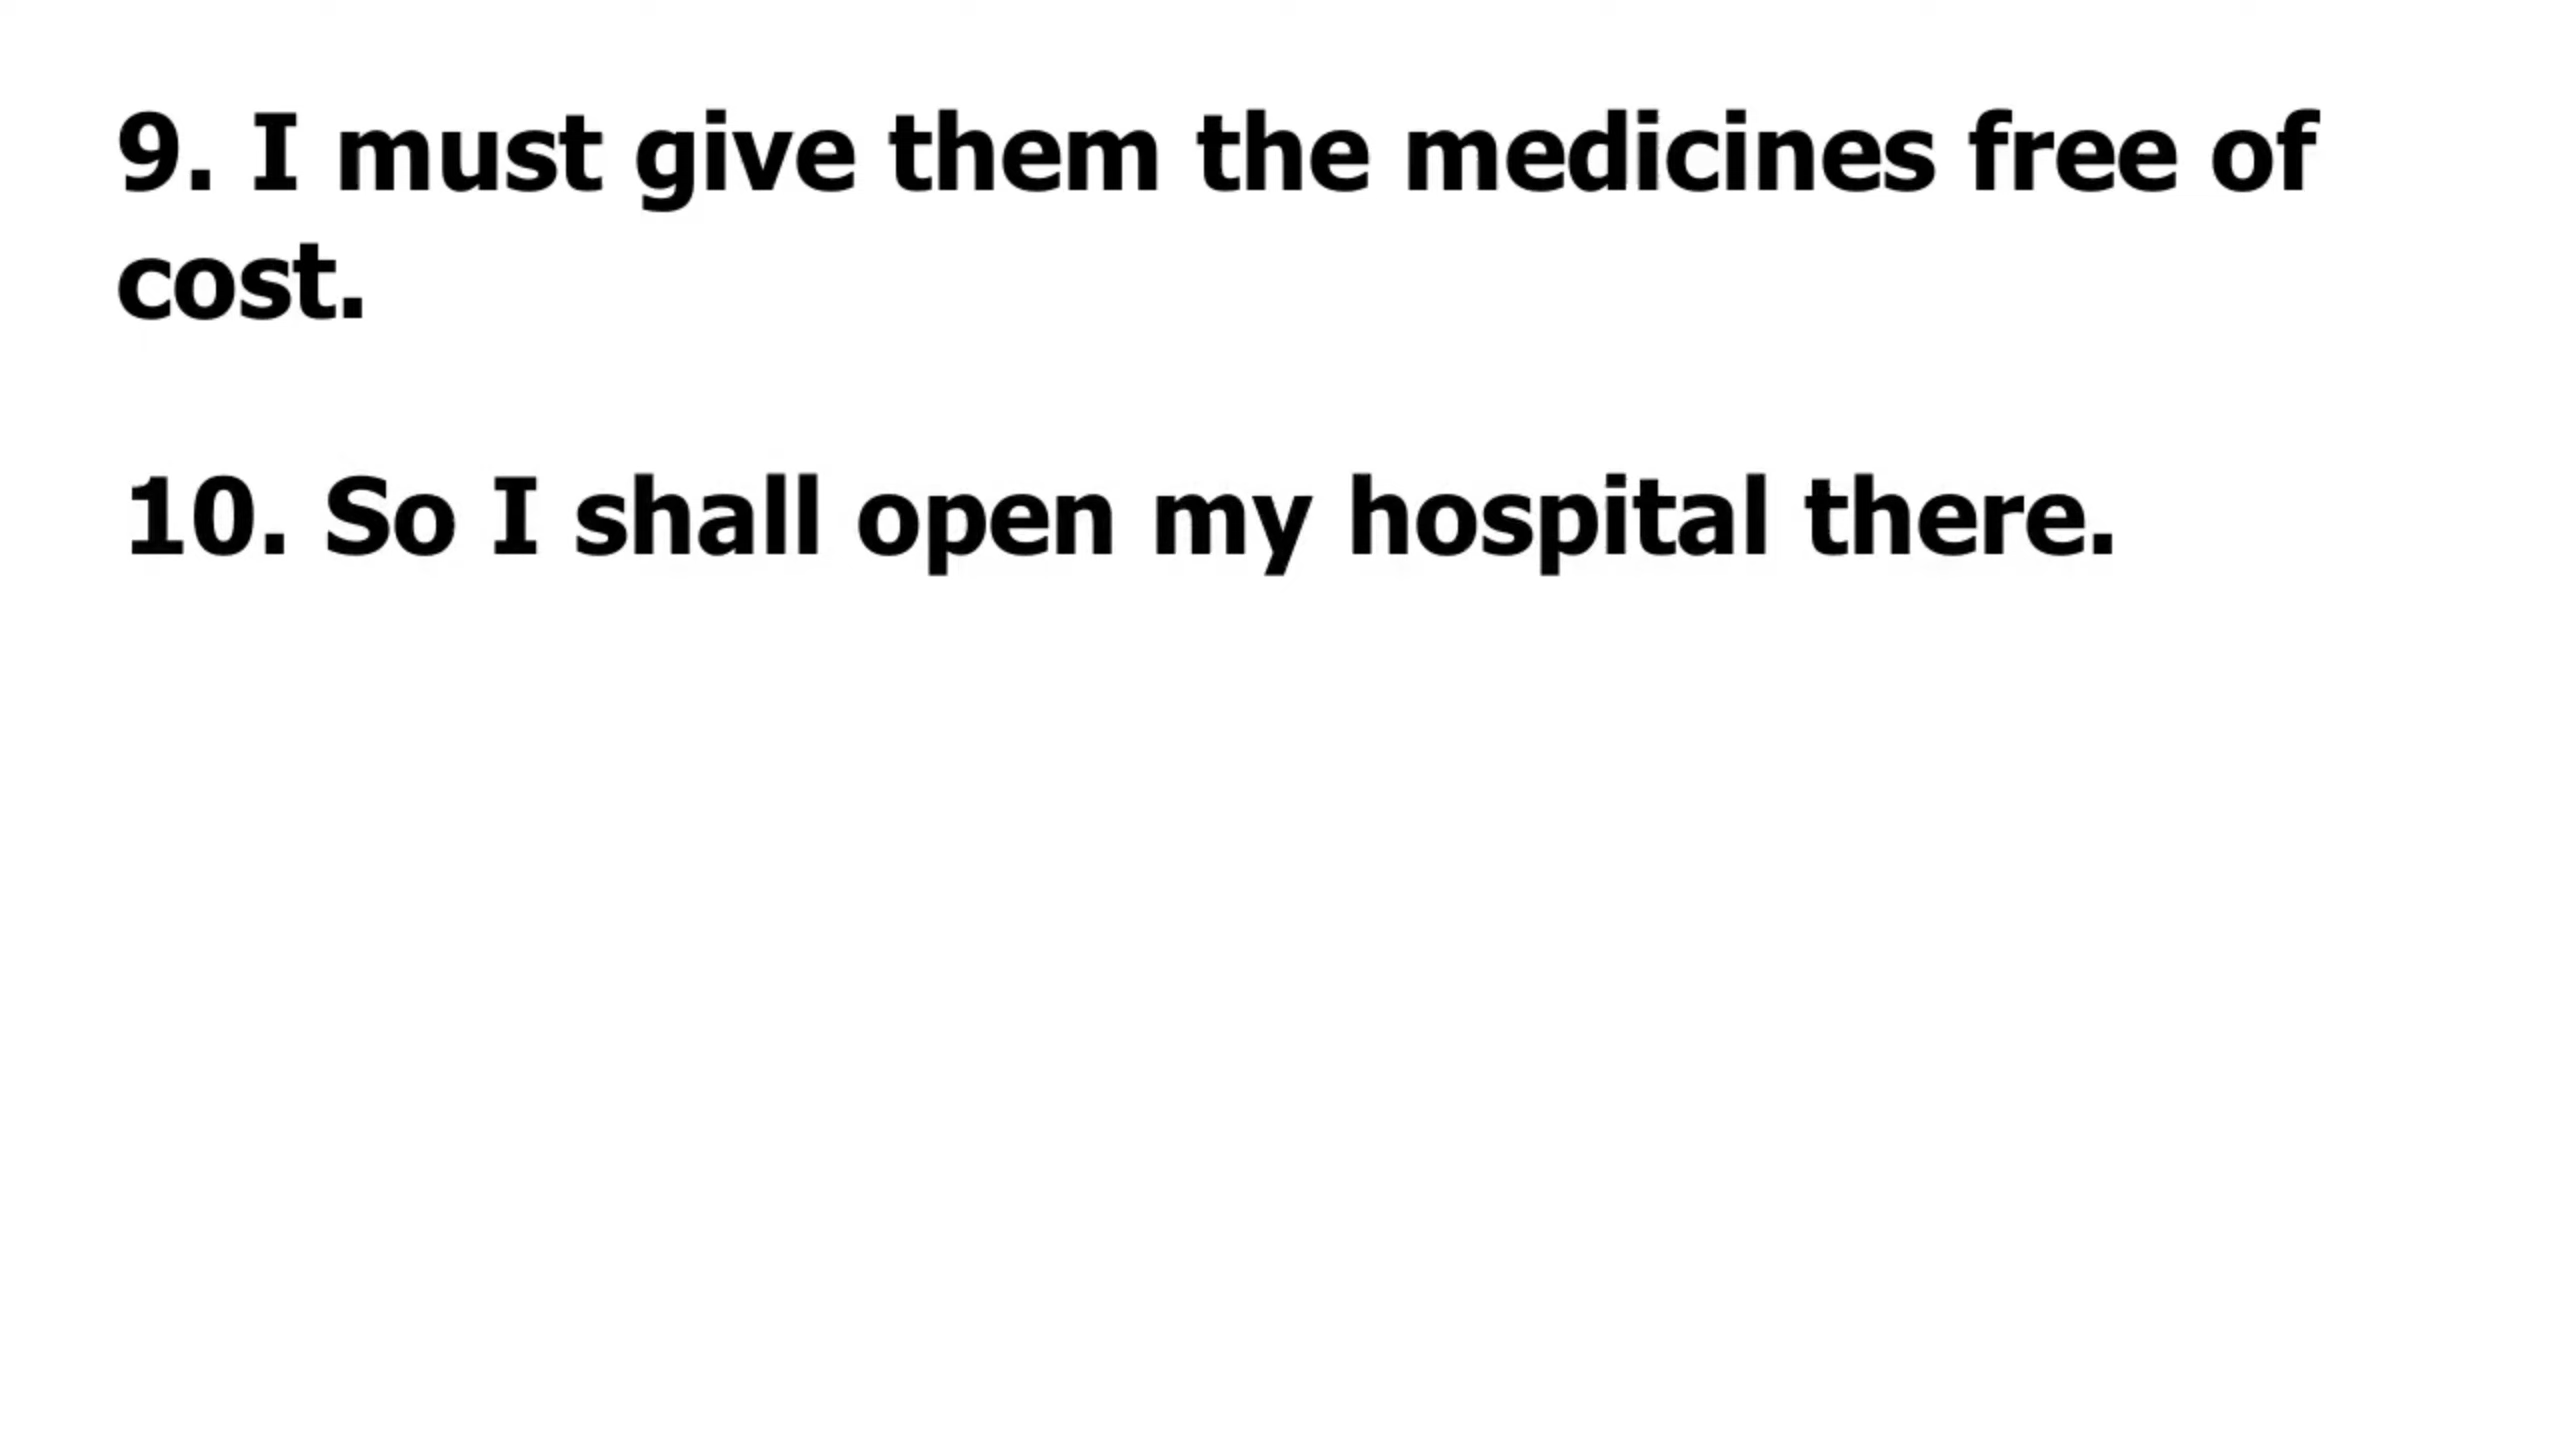 9. I must give them the medicines free of
cost.
10. So I shall open my hospital there.